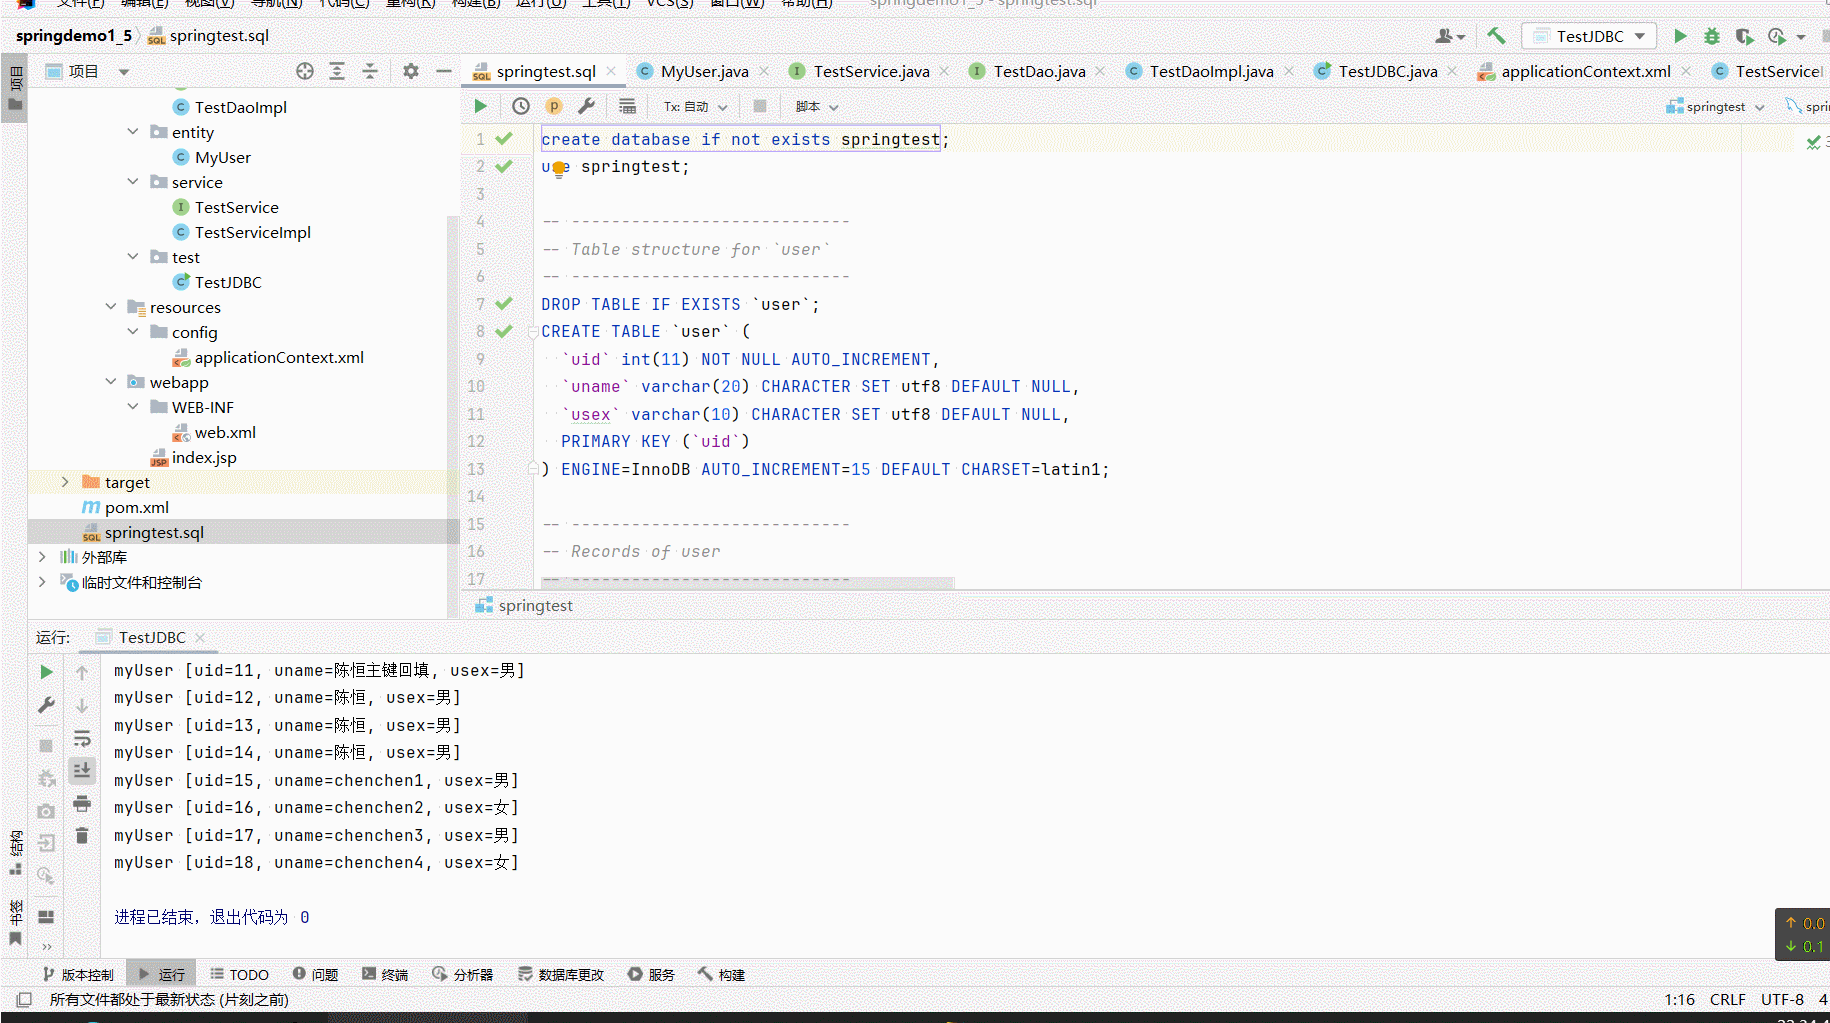 文件(F) 编辑(E) 视图(V) 导航(N) 代码(C) 重构(R) 构建(B) 运行(U) 工具(T) VCS(S) 窗口(W) 帮助(H) springdemo1_5 - springtest.sql
springdemo1_5 springtest.sql TestJDBC
项目
项目
springtest.sql MyUser.java TestService.java TestDao.java TestDaoImpl.java TestJDBC.java applicationContext.xml TestServiceI
Tx: 自动 脚本 springtest spri
TestDaoImpl
entity
MyUser
service
TestService
TestServiceImpl
test
TestJDBC
resources
config
applicationContext.xml
webapp
WEB-INF
web.xml
index.jsp
target
pom.xml
springtest.sql
外部库
临时文件和控制台
1 create database if not exists springtest;
2 use springtest;
3
4 -- ----------------------------
5 -- Table structure for `user`
6 -- ----------------------------
7 DROP TABLE IF EXISTS `user`;
8 CREATE TABLE `user` (
9 `uid` int(11) NOT NULL AUTO_INCREMENT,
10 `uname` varchar(20) CHARACTER SET utf8 DEFAULT NULL,
11 `usex` varchar(10) CHARACTER SET utf8 DEFAULT NULL,
12 PRIMARY KEY (`uid`)
13 ) ENGINE=InnoDB AUTO_INCREMENT=15 DEFAULT CHARSET=latin1;
14
15 -- ----------------------------
16 -- Records of user
17 -- ----------------------------
springtest
运行: TestJDBC
myUser [uid=11, uname=陈恒主键回填, usex=男]
myUser [uid=12, uname=陈恒, usex=男]
myUser [uid=13, uname=陈恒, usex=男]
myUser [uid=14, uname=陈恒, usex=男]
myUser [uid=15, uname=chenchen1, usex=男]
myUser [uid=16, uname=chenchen2, usex=女]
myUser [uid=17, uname=chenchen3, usex=男]
myUser [uid=18, uname=chenchen4, usex=女]
进程已结束，退出代码为 0
结构
书签
↑ 0.0
↓ 0.1
版本控制 运行 TODO 问题 终端 分析器 数据库更改 服务 构建
所有文件都处于最新状态 (片刻之前) 1:16 CRLF UTF-8 4